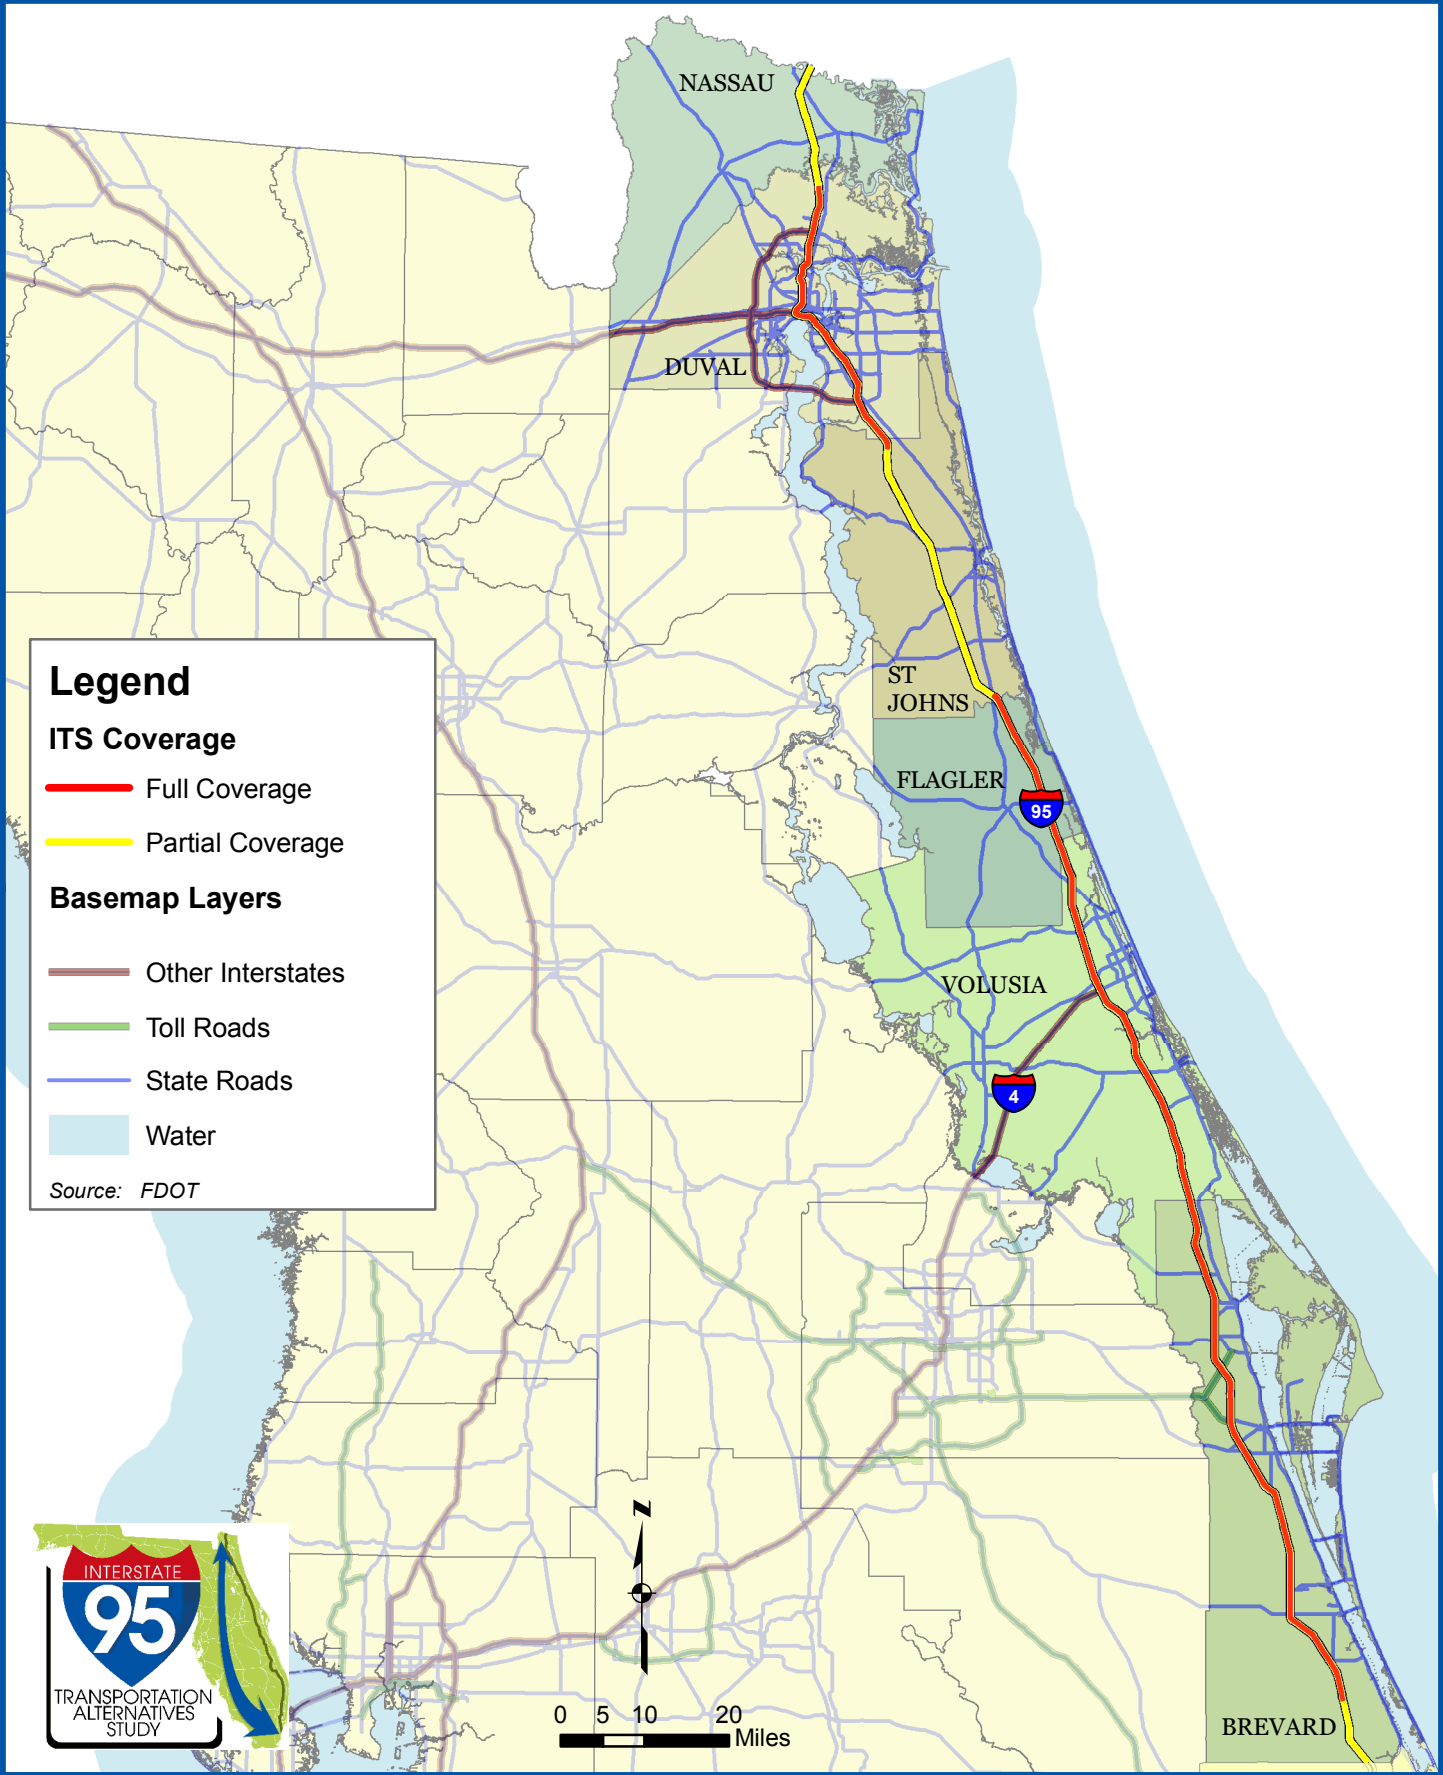 NASSAU
DUVAL
ST
JOHNS
FLAGLER
95
VOLUSIA
4
BREVARD
Legend
ITS Coverage
Full Coverage
Partial Coverage
Basemap Layers
Other Interstates
Toll Roads
State Roads
Water
Source: FDOT
INTERSTATE
95
TRANSPORTATION
ALTERNATIVES
STUDY
N
0 5 10 20
Miles